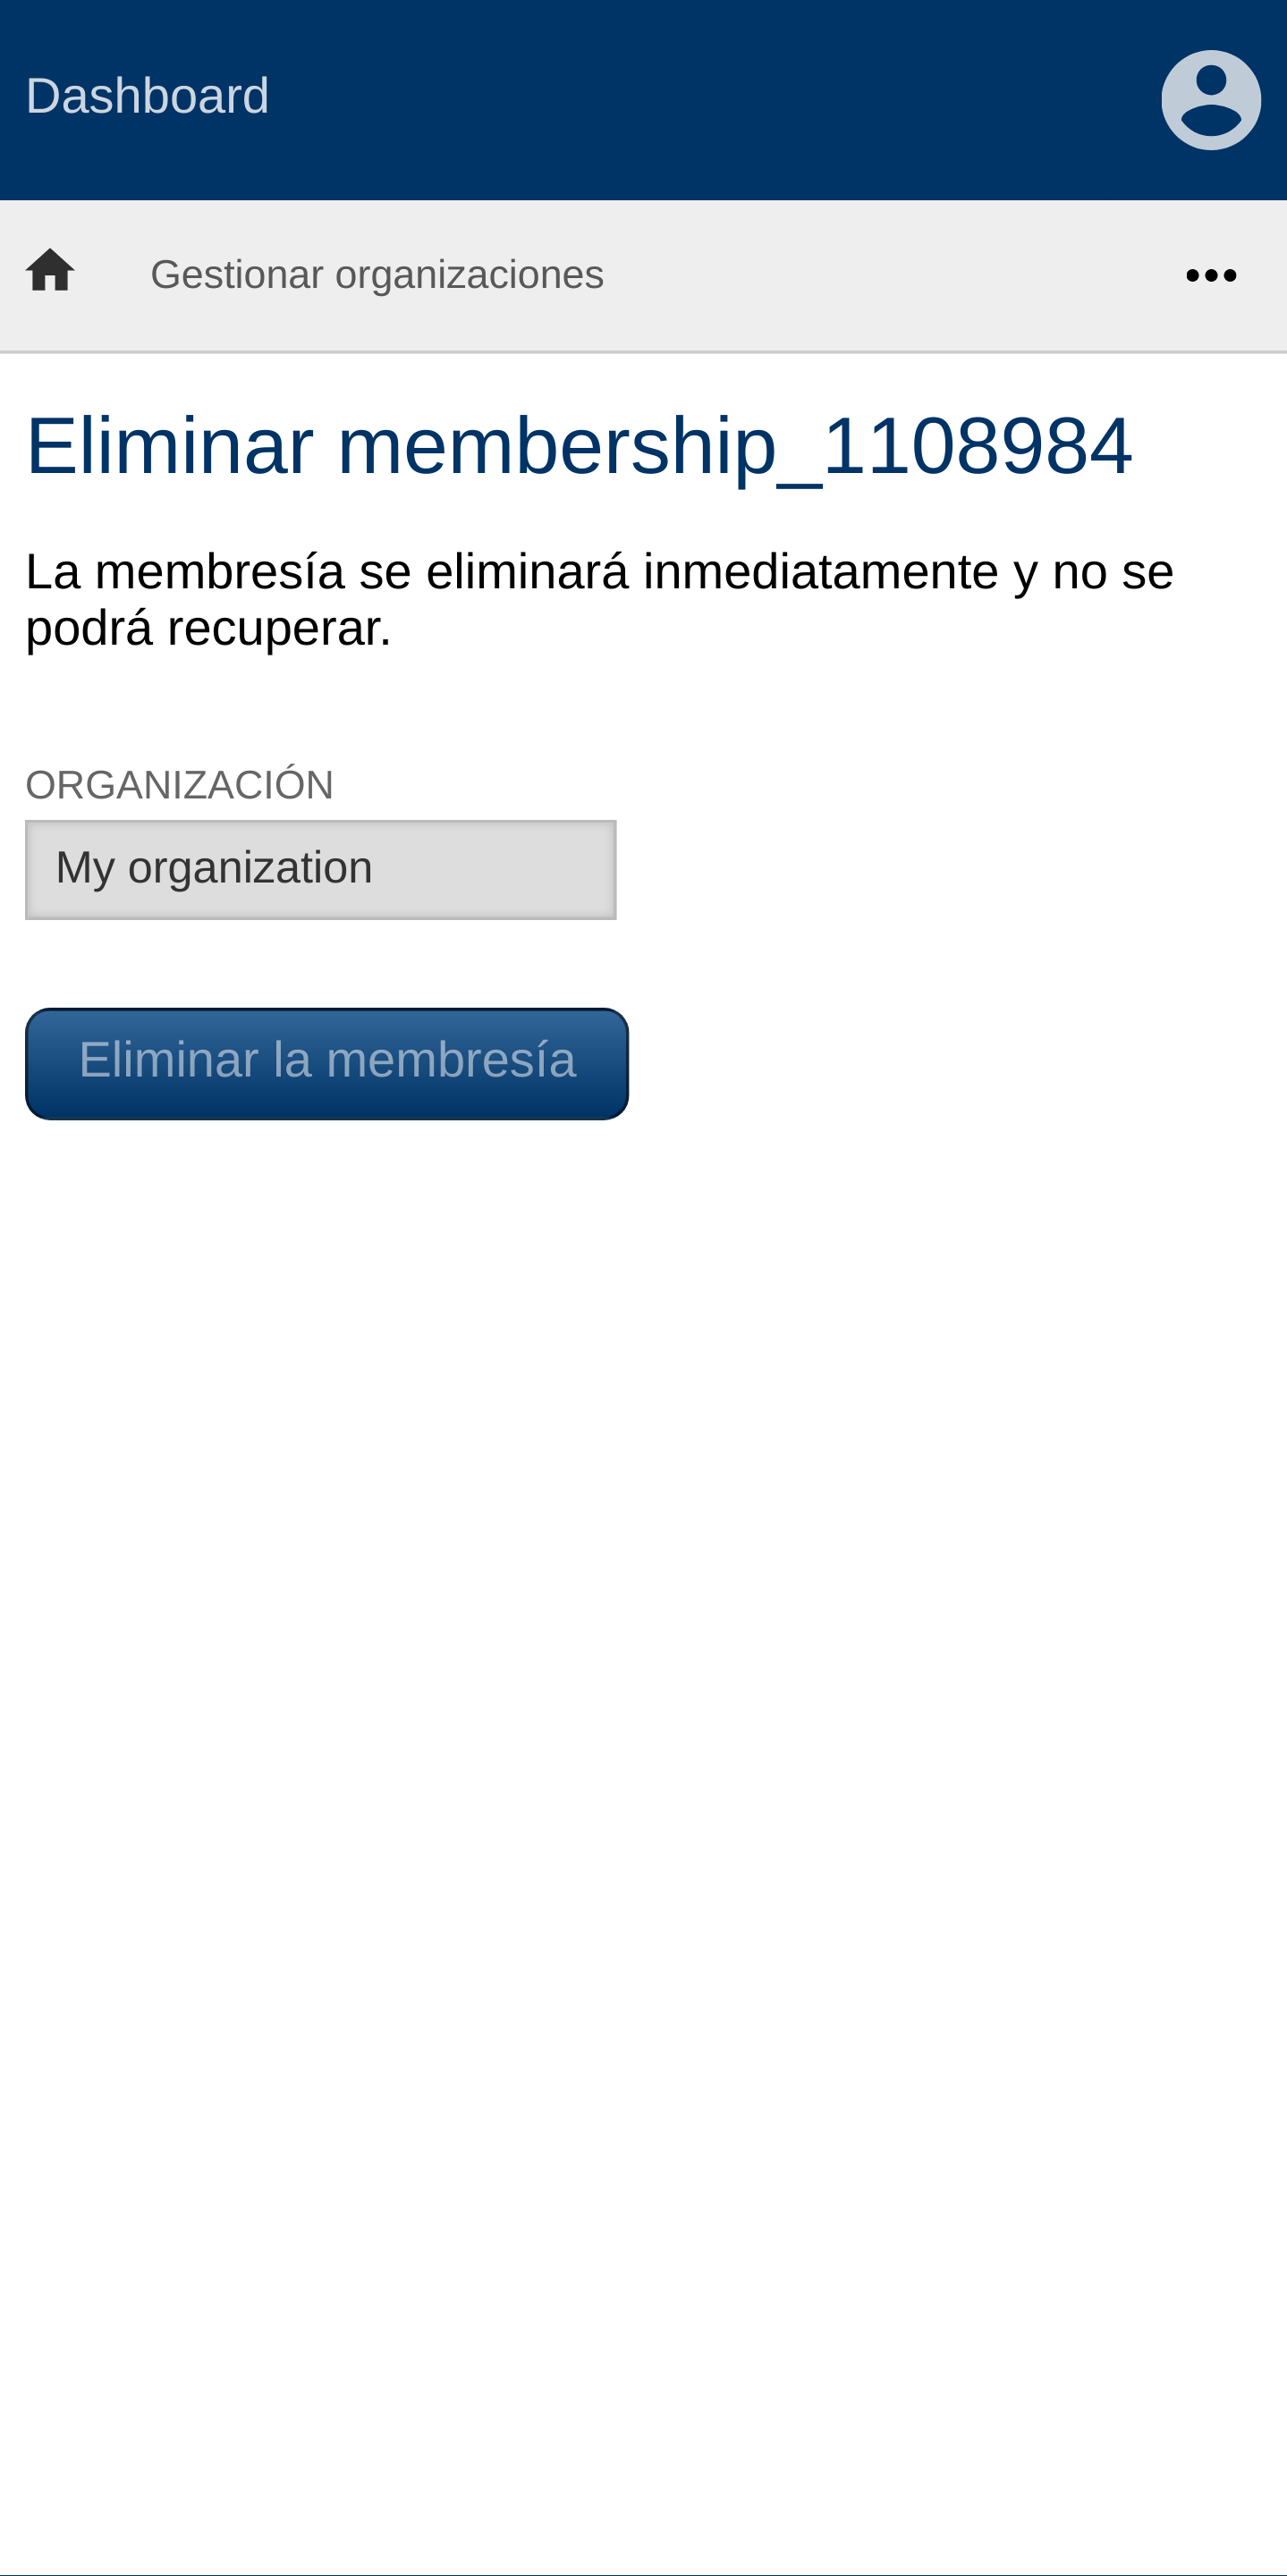 Dashboard
Gestionar organizaciones
Eliminar membership_1108984
La membresía se eliminará inmediatamente y no se
podrá recuperar.
ORGANIZACIÓN
My organization
Eliminar la membresía